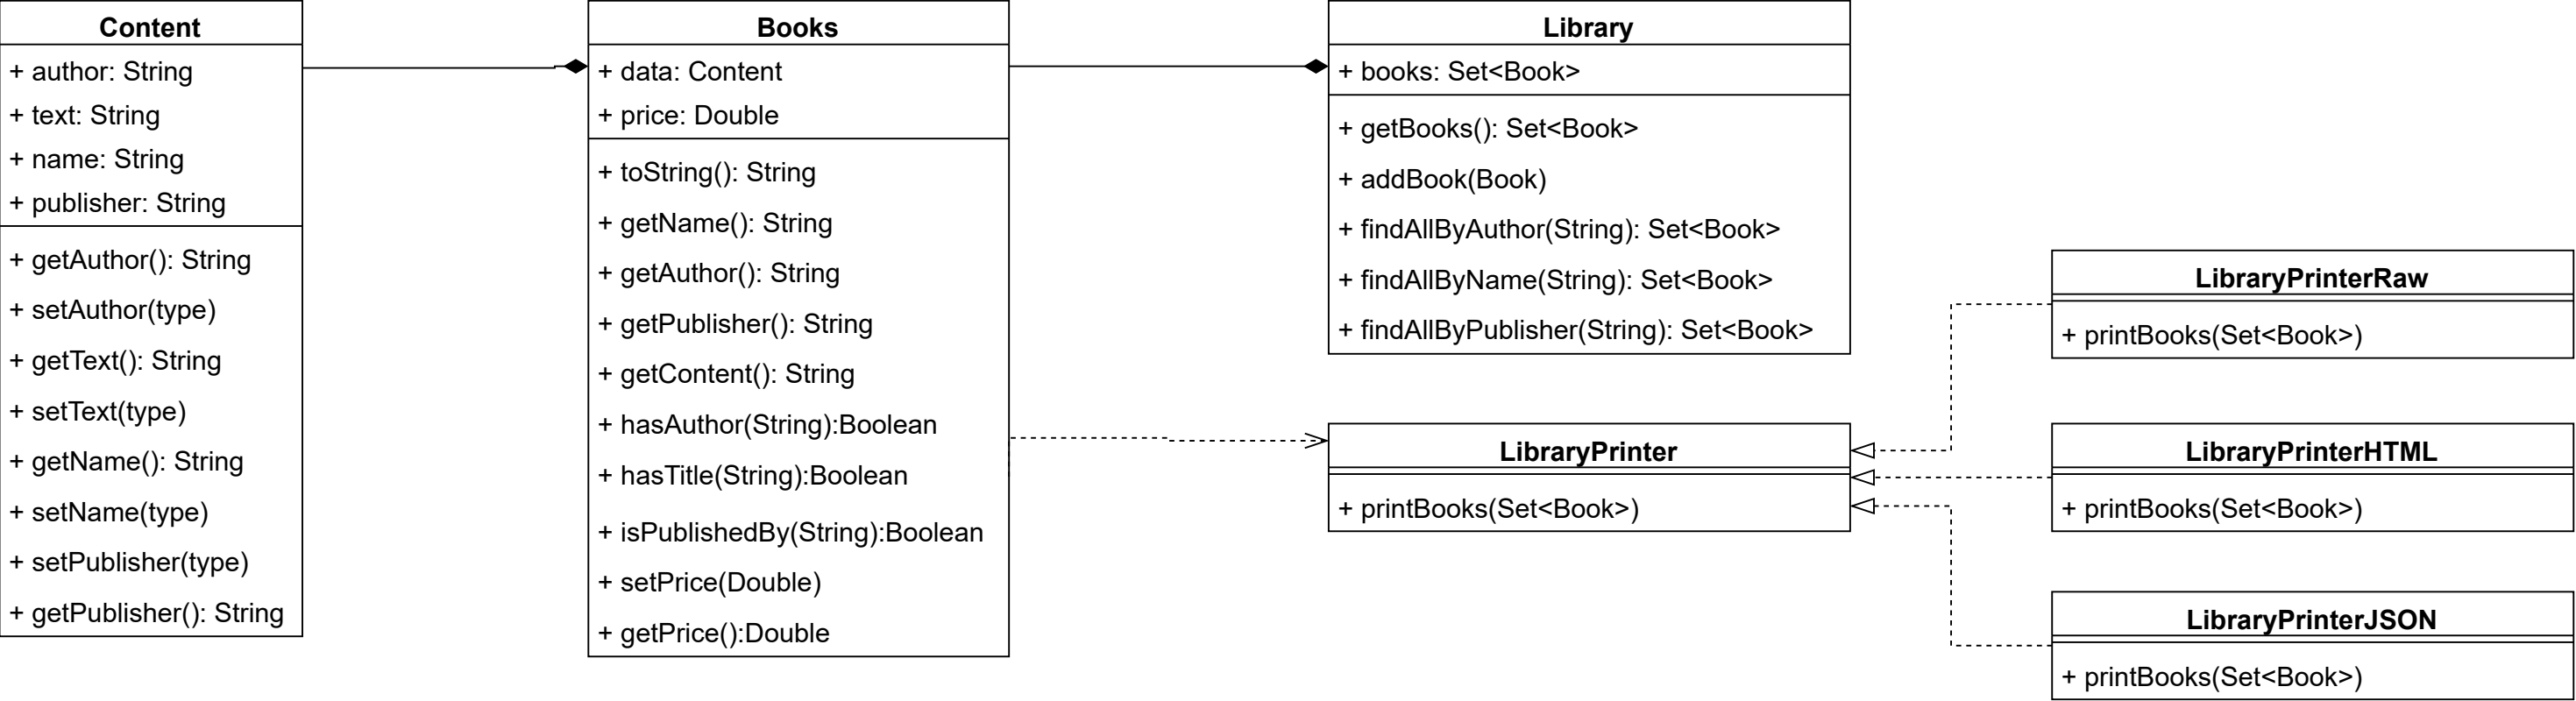 Content
+ author: String
+ text: String
+ name: String
+ publisher: String
+ getAuthor(): String
+ setAuthor(type)
+ getText(): String
+ setText(type)
+ getName(): String
+ setName(type)
+ setPublisher(type)
+ getPublisher(): String
Books
+ data: Content
+ price: Double
+ toString(): String
+ getName(): String
+ getAuthor(): String
+ getPublisher(): String
+ getContent(): String
+ hasAuthor(String):Boolean
+ hasTitle(String):Boolean
+ isPublishedBy(String):Boolean
+ setPrice(Double)
+ getPrice():Double
Library
+ books: Set<Book>
+ getBooks(): Set<Book>
+ addBook(Book)
+ findAllByAuthor(String): Set<Book>
+ findAllByName(String): Set<Book>
+ findAllByPublisher(String): Set<Book>
LibraryPrinter
+ printBooks(Set<Book>)
LibraryPrinterRaw
+ printBooks(Set<Book>)
LibraryPrinterHTML
+ printBooks(Set<Book>)
LibraryPrinterJSON
+ printBooks(Set<Book>)